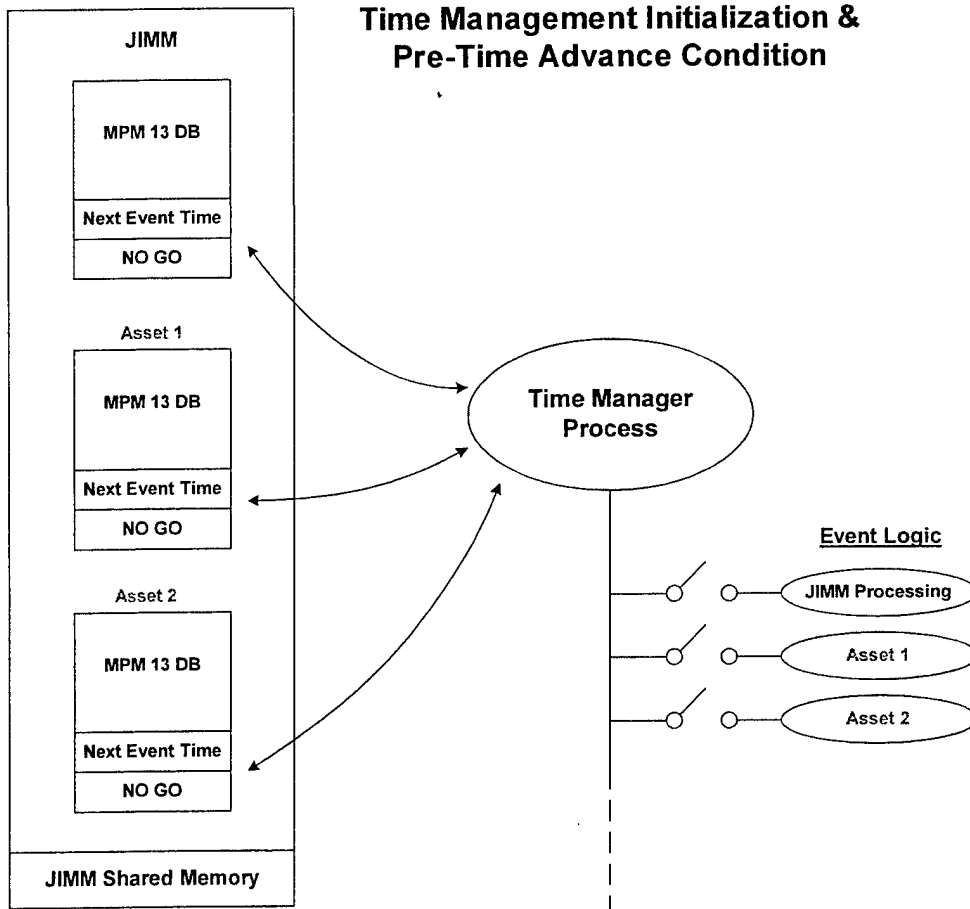 Time Management Initialization &
Pre-Time Advance Condition
JIMM
MPM 13 DB
Next Event Time
NO GO
Asset 1
MPM 13 DB
Next Event Time
NO GO
Asset 2
MPM 13 DB
Next Event Time
NO GO
JIMM Shared Memory
Time Manager
Process
Event Logic
JIMM Processing
Asset 1
Asset 2